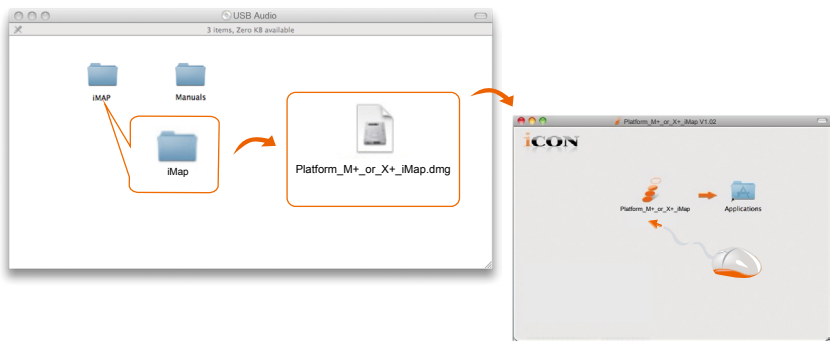 USB Audio
3 items, Zero KB available
iMAP
Manuals
iMap
Platform_M+_or_X+_iMap.dmg
Platform_M+_or_X+_iMap V1.02
iCON
Platform_M+_or_X+_iMap
Applications